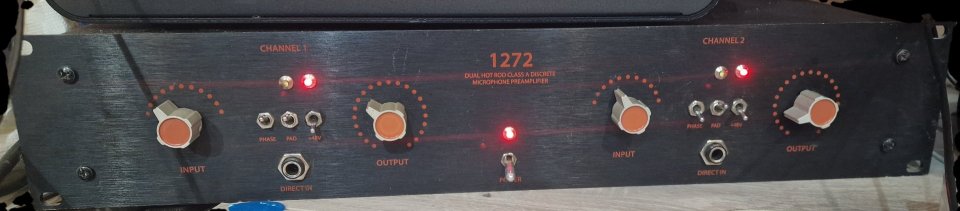 CHANNEL 1
CHANNEL 2
1272
DUAL HOT ROD CLASS A DISCRETE
MICROPHONE PREAMPLIFIER
PHASE PAD +48V
PHASE PAD +48V
INPUT
OUTPUT
INPUT
OUTPUT
DIRECT IN
POWER
DIRECT IN